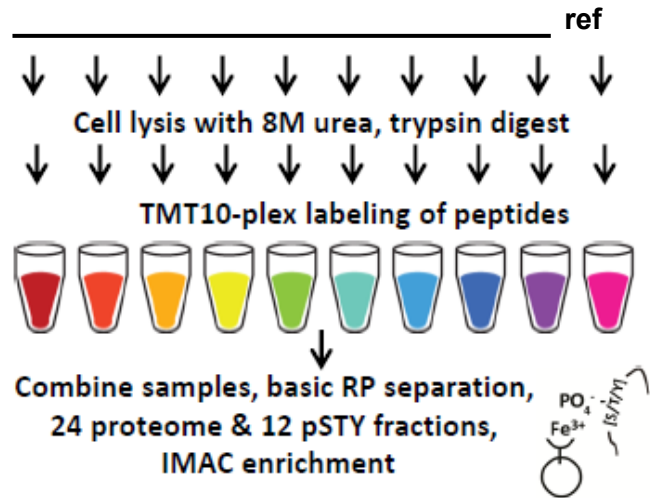 ref
Cell lysis with 8M urea, trypsin digest
TMT10-plex labeling of peptides
Combine samples, basic RP separation,
24 proteome & 12 pSTY fractions,
IMAC enrichment
PO₄⁻
Fe³⁺